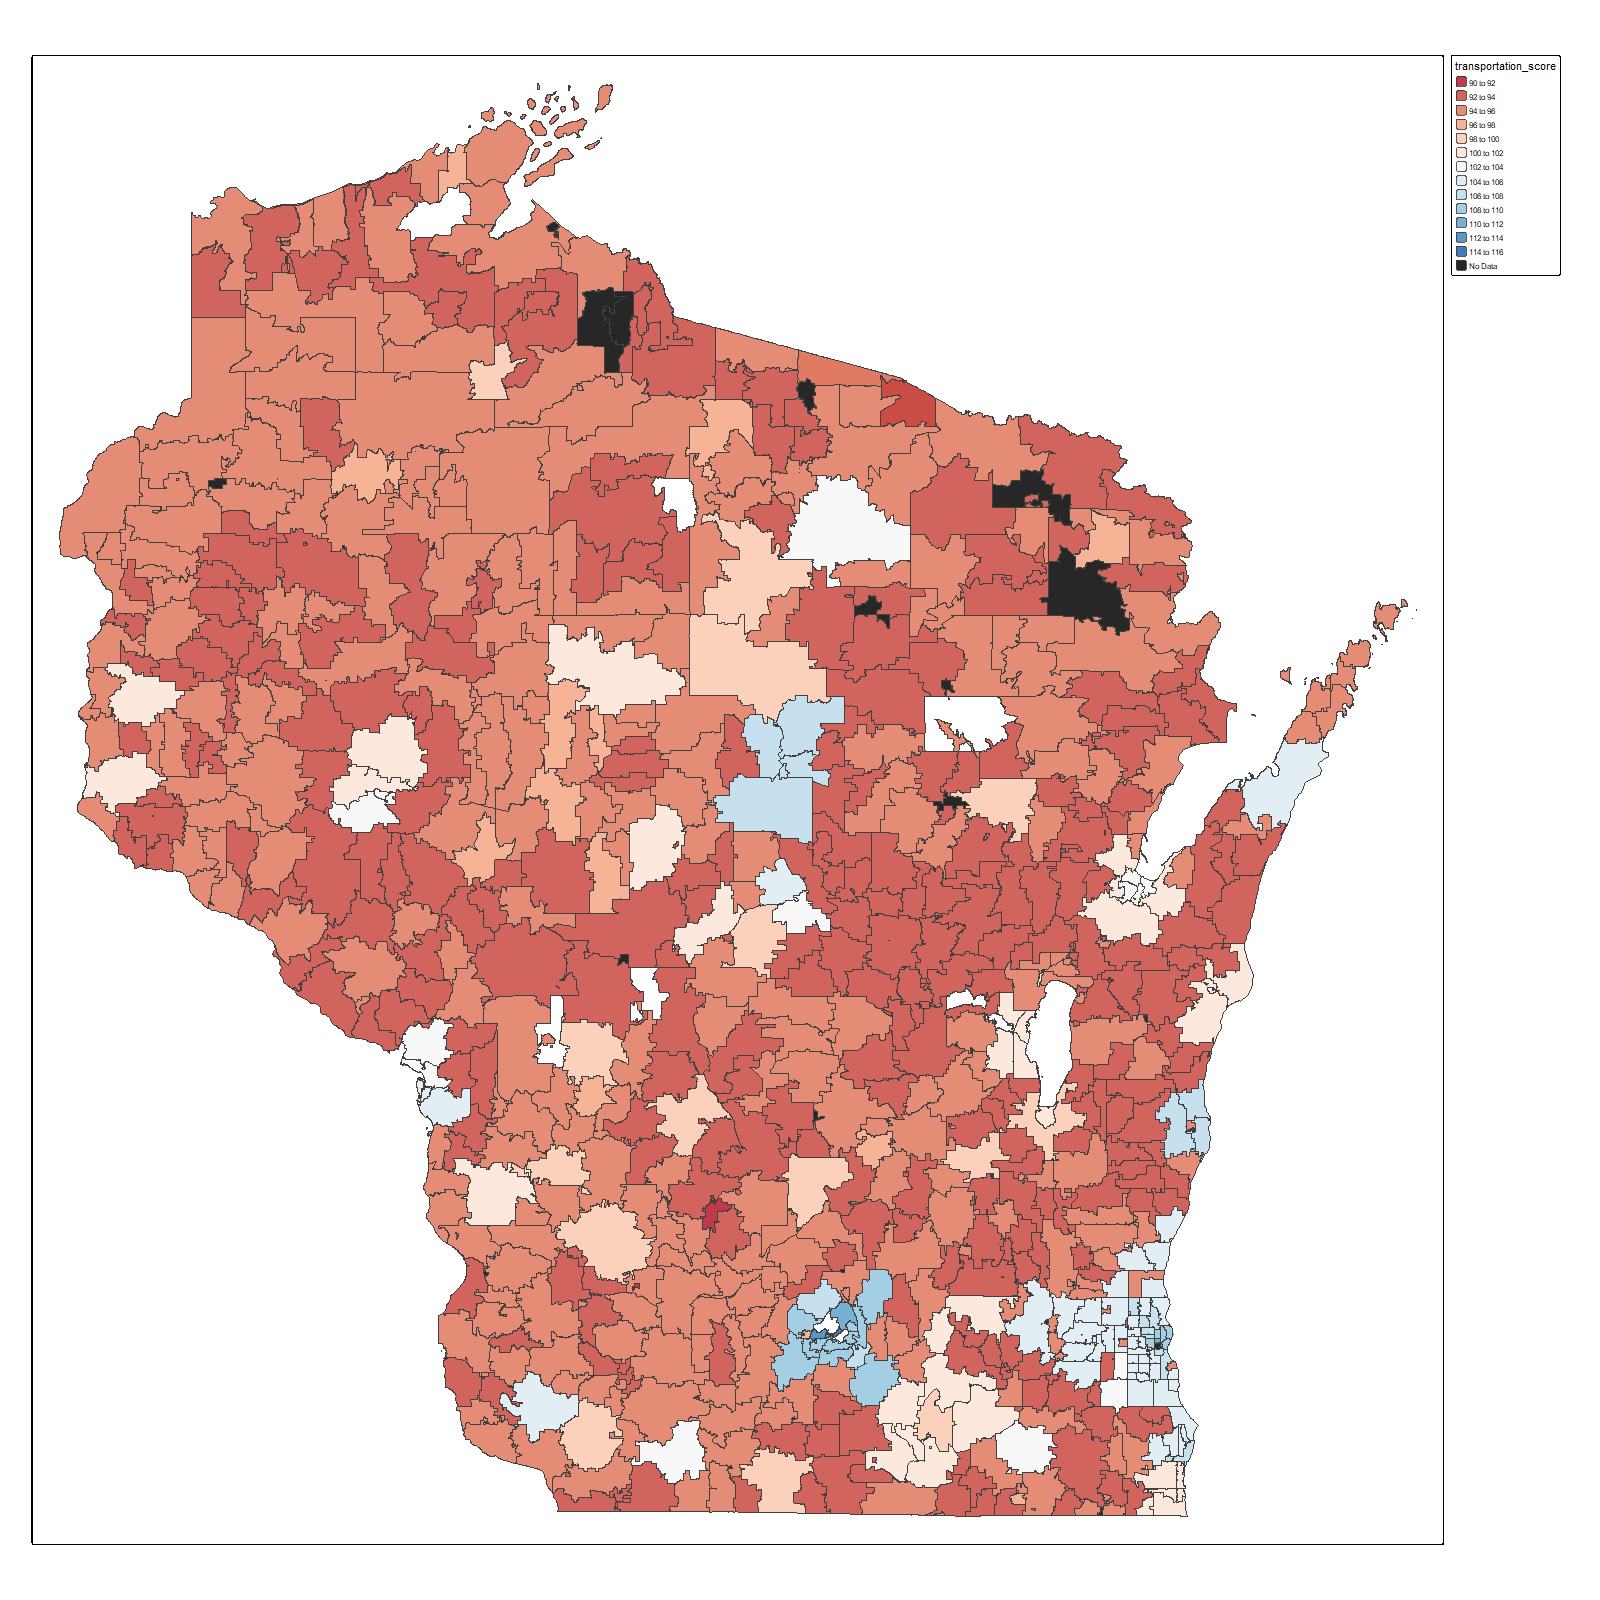 transportation_score
90 to 92
92 to 94
94 to 96
96 to 98
98 to 100
100 to 102
102 to 104
104 to 106
106 to 108
108 to 110
110 to 112
112 to 114
114 to 116
No Data